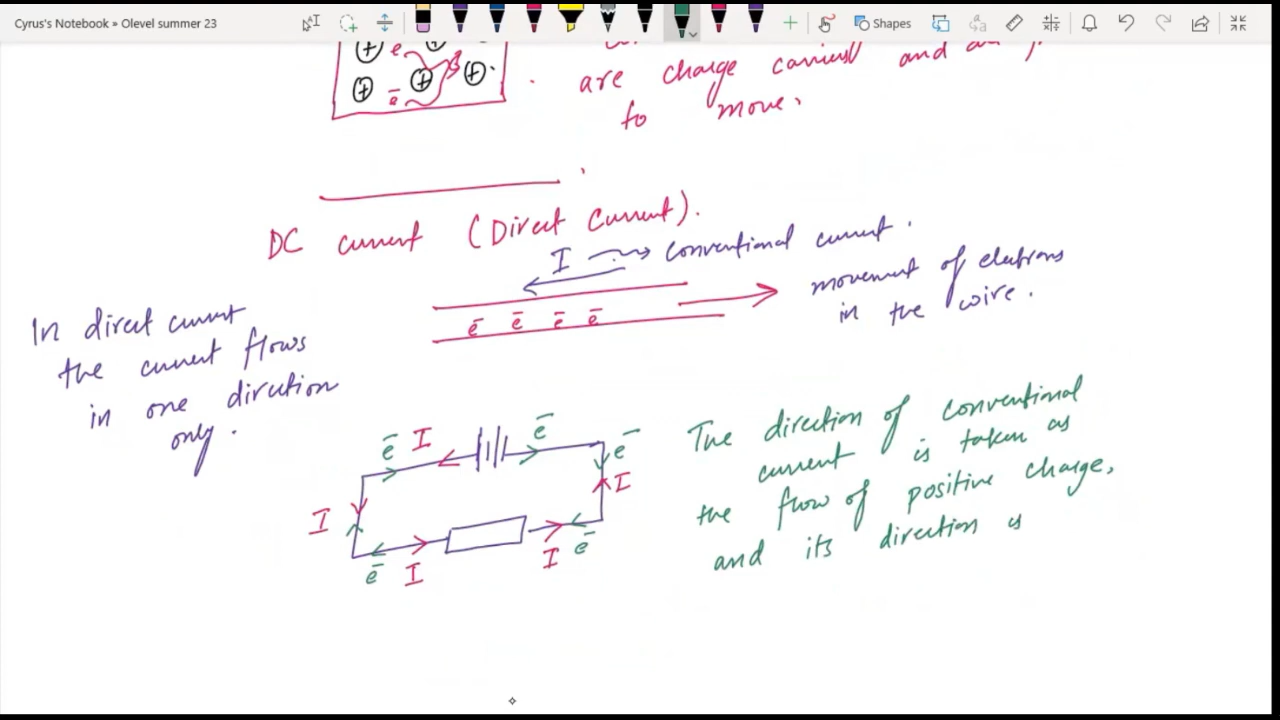 Cyrus's Notebook » Olevel summer 23
Shapes
are charge carriers and
to move.
DC current (Direct Current).
I → conventional current.
movement of eletrons
in the wire.
e⁻ e⁻ e⁻ e⁻
In direct current
the current flows
in one direction
only.
e⁻ I e⁻
e⁻
I
I
e⁻ I I e⁻
The direction of conventional
current is taken as
the flow of positive charge,
and its direction is